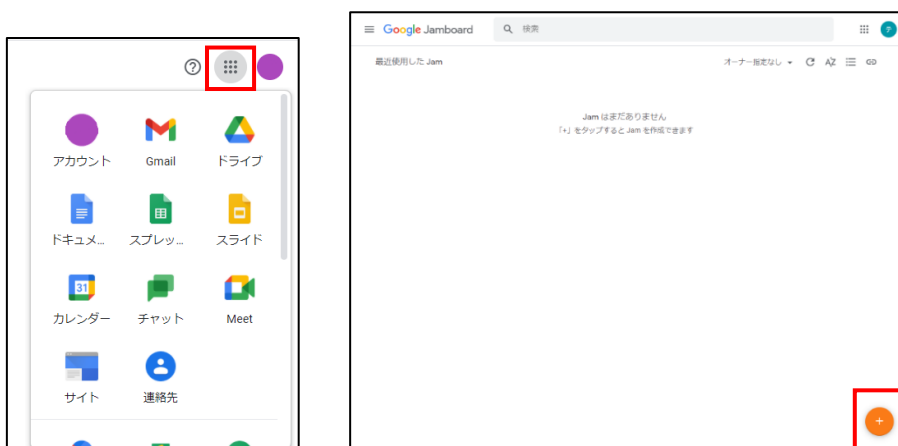 アカウント
Gmail
ドライブ
ドキュメ...
スプレッ...
スライド
31
カレンダー
チャット
Meet
サイト
連絡先
Google Jamboard
検索
テ
最近使用した Jam
オーナー指定なし
AZ
Jam はまだありません
「+」をタップすると Jam を作成できます